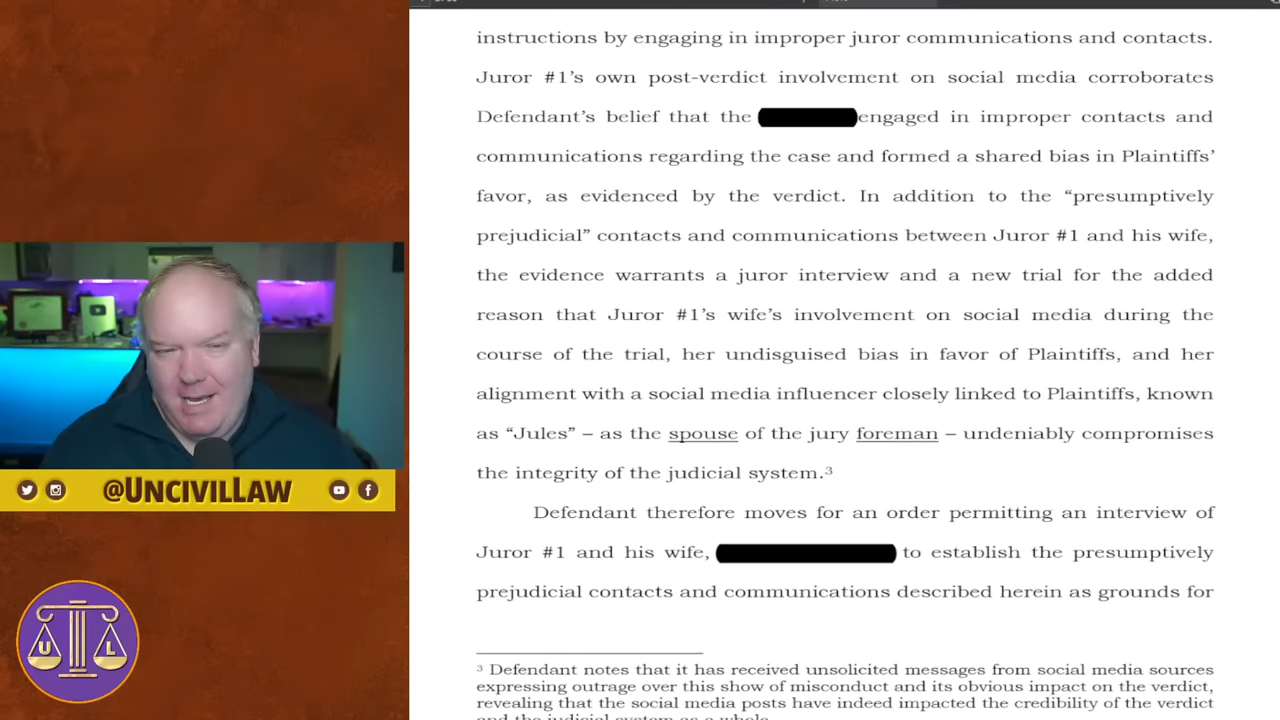 instructions by engaging in improper juror communications and contacts.
Juror #1's own post-verdict involvement on social media corroborates
Defendant's belief that the engaged in improper contacts and
communications regarding the case and formed a shared bias in Plaintiffs'
favor, as evidenced by the verdict. In addition to the “presumptively
prejudicial” contacts and communications between Juror #1 and his wife,
the evidence warrants a juror interview and a new trial for the added
reason that Juror #1's wife's involvement on social media during the
course of the trial, her undisguised bias in favor of Plaintiffs, and her
alignment with a social media influencer closely linked to Plaintiffs, known
as “Jules” – as the spouse of the jury foreman – undeniably compromises
the integrity of the judicial system.³
Defendant therefore moves for an order permitting an interview of
Juror #1 and his wife, to establish the presumptively
prejudicial contacts and communications described herein as grounds for
³ Defendant notes that it has received unsolicited messages from social media sources
expressing outrage over this show of misconduct and its obvious impact on the verdict,
revealing that the social media posts have indeed impacted the credibility of the verdict
and the judicial system as a whole.
@UNCIVILLAW
U L